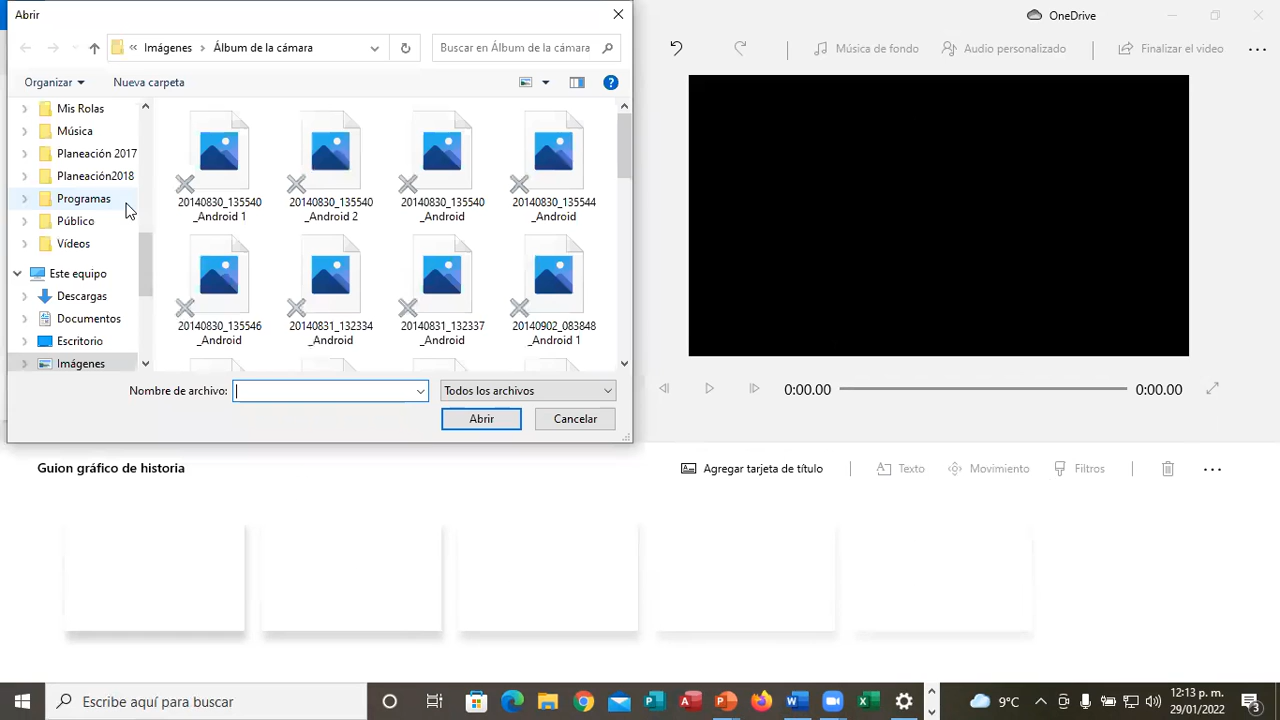 Abrir
OneDrive
Imágenes
Álbum de la cámara
Buscar en Álbum de la cámara
Música de fondo
Audio personalizado
Finalizar el video
Organizar
Nueva carpeta
Mis Rolas
Música
Planeación 2017
Planeación2018
Programas
Público
Vídeos
Este equipo
Descargas
Documentos
Escritorio
Imágenes
20140830_135540
_Android 1
20140830_135540
_Android 2
20140830_135540
_Android
20140830_135544
_Android
20140830_135546
_Android
20140831_132334
_Android
20140831_132337
_Android
20140902_083848
_Android 1
Nombre de archivo:
Todos los archivos
Abrir
Cancelar
0:00.00
0:00.00
Guion gráfico de historia
Agregar tarjeta de título
Texto
Movimiento
Filtros
Escribe aquí para buscar
9°C
12:13 p. m.
29/01/2022
3